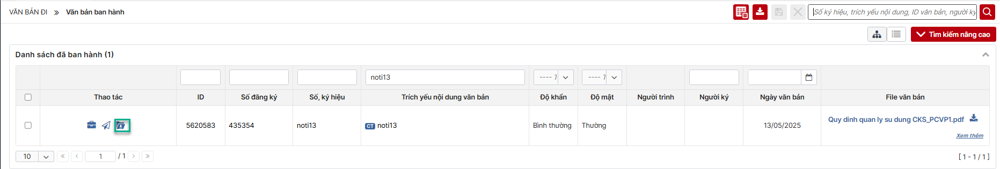 VĂN BẢN ĐI » Văn bản ban hành
Số ký hiệu, trích yếu nội dung, ID văn bản, người ký
Tìm kiếm nâng cao
Danh sách đã ban hành (1)
noti13 ---- T ---- T
Thao tác ID Số đăng ký Số, ký hiệu Trích yếu nội dung văn bản Độ khẩn Độ mật Người trình Người ký Ngày văn bản File văn bản
5620583 435354 noti13 CT noti13 Bình thường Thường 13/05/2025 Quy dinh quan ly su dung CKS_PCVP1.pdf
Xem thêm
10 « ‹ 1 / 1 › » [ 1 - 1 / 1 ]